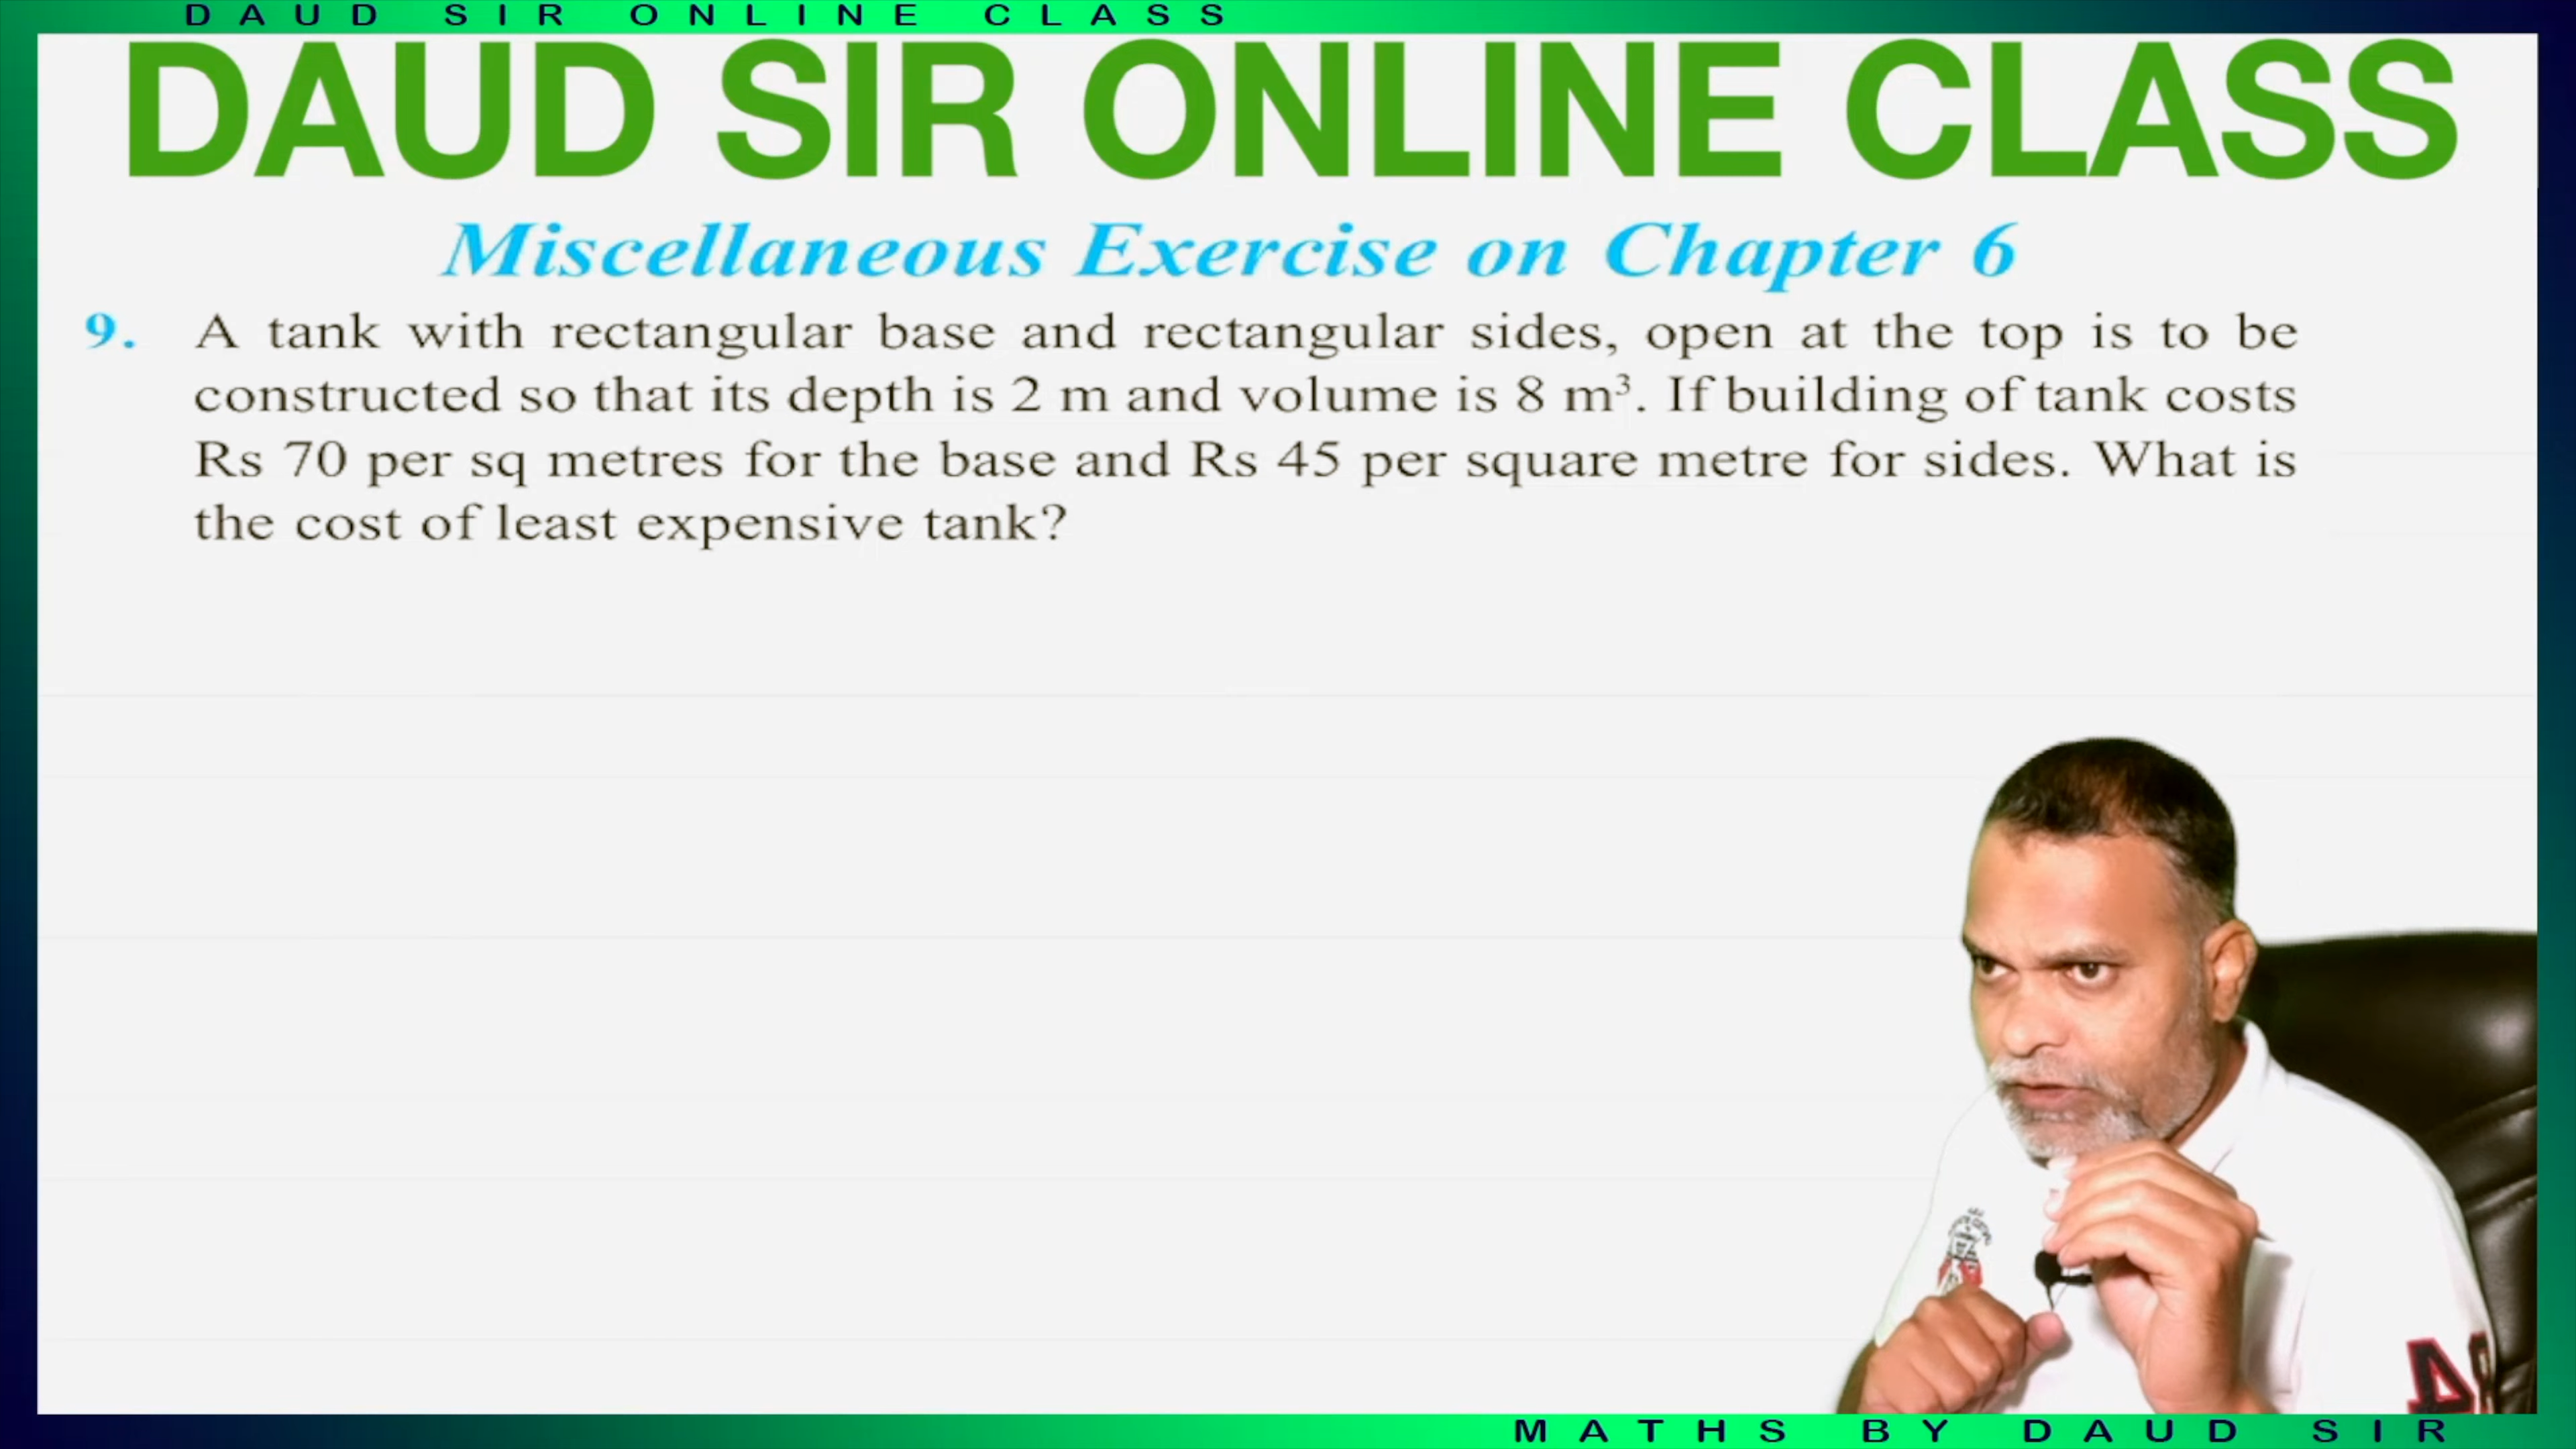 DAUD SIR ONLINE CLASS
DAUD SIR ONLINE CLASS
Miscellaneous Exercise on Chapter 6
9. A tank with rectangular base and rectangular sides, open at the top is to be
constructed so that its depth is 2 m and volume is 8 m³. If building of tank costs
Rs 70 per sq metres for the base and Rs 45 per square metre for sides. What is
the cost of least expensive tank?
MATHS BY DAUD SIR